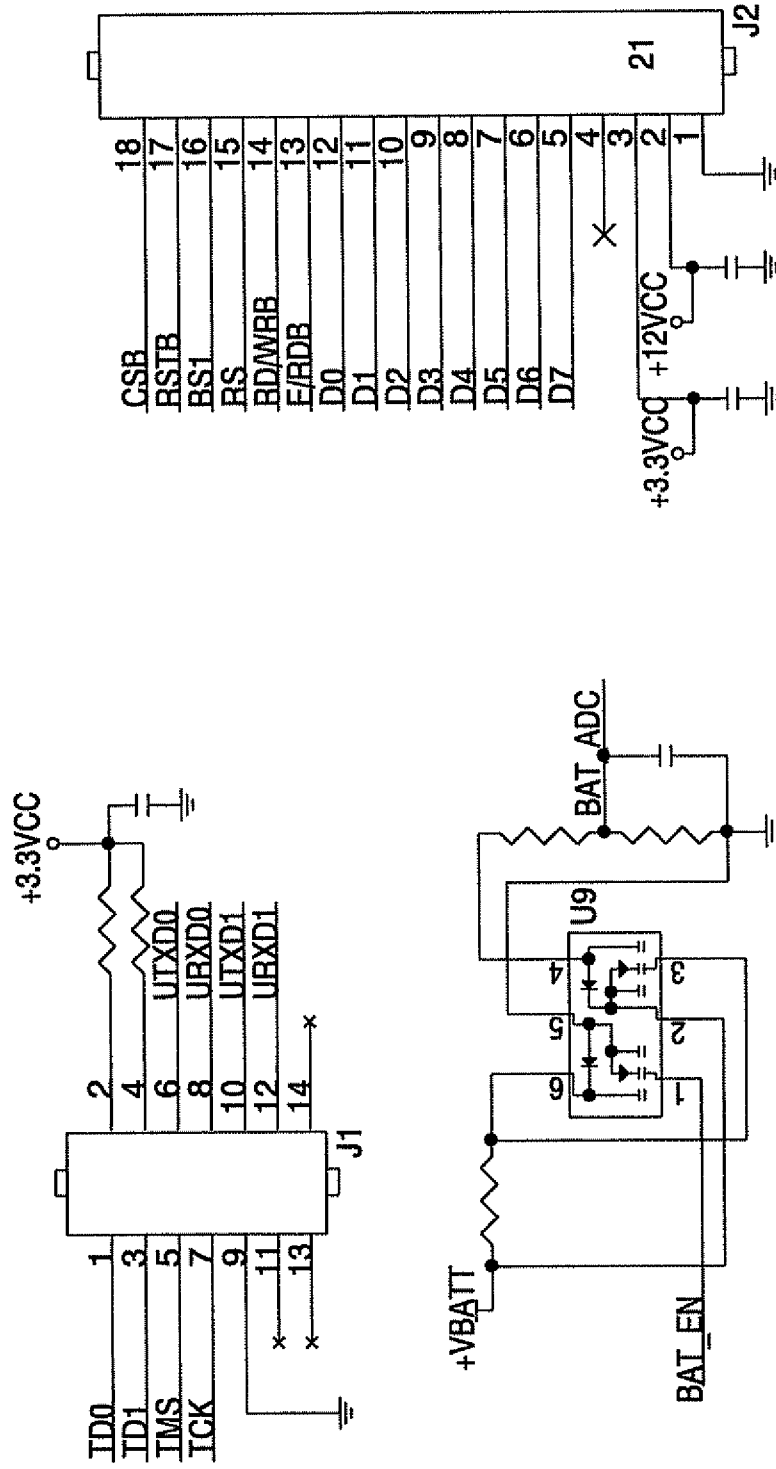 TD0
TD1
TMS
TCK
1
3
5
7
9
11
13
2
4
6
8
10
12
14
UTXD0
URXD0
UTXD1
URXD1
+3.3VCC
J1
CSB
RSTB
BS1
RS
RD/WRB
E/RDB
D0
D1
D2
D3
D4
D5
D6
D7
18
17
16
15
14
13
12
11
10
9
8
7
6
5
4
3
2
1
21
J2
+3.3VCC
+12VCC
+VBATT
BAT_EN
6
5
4
1
2
3
U9
BAT_ADC